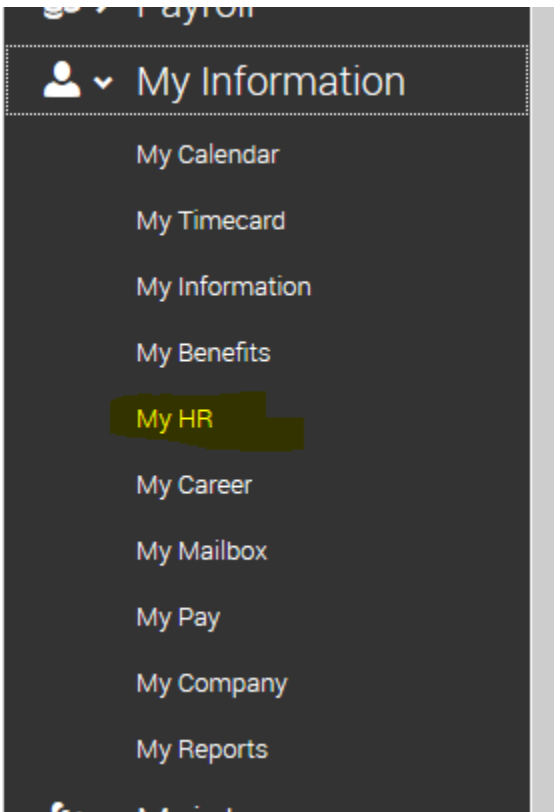 Payroll
My Information
My Calendar
My Timecard
My Information
My Benefits
My HR
My Career
My Mailbox
My Pay
My Company
My Reports